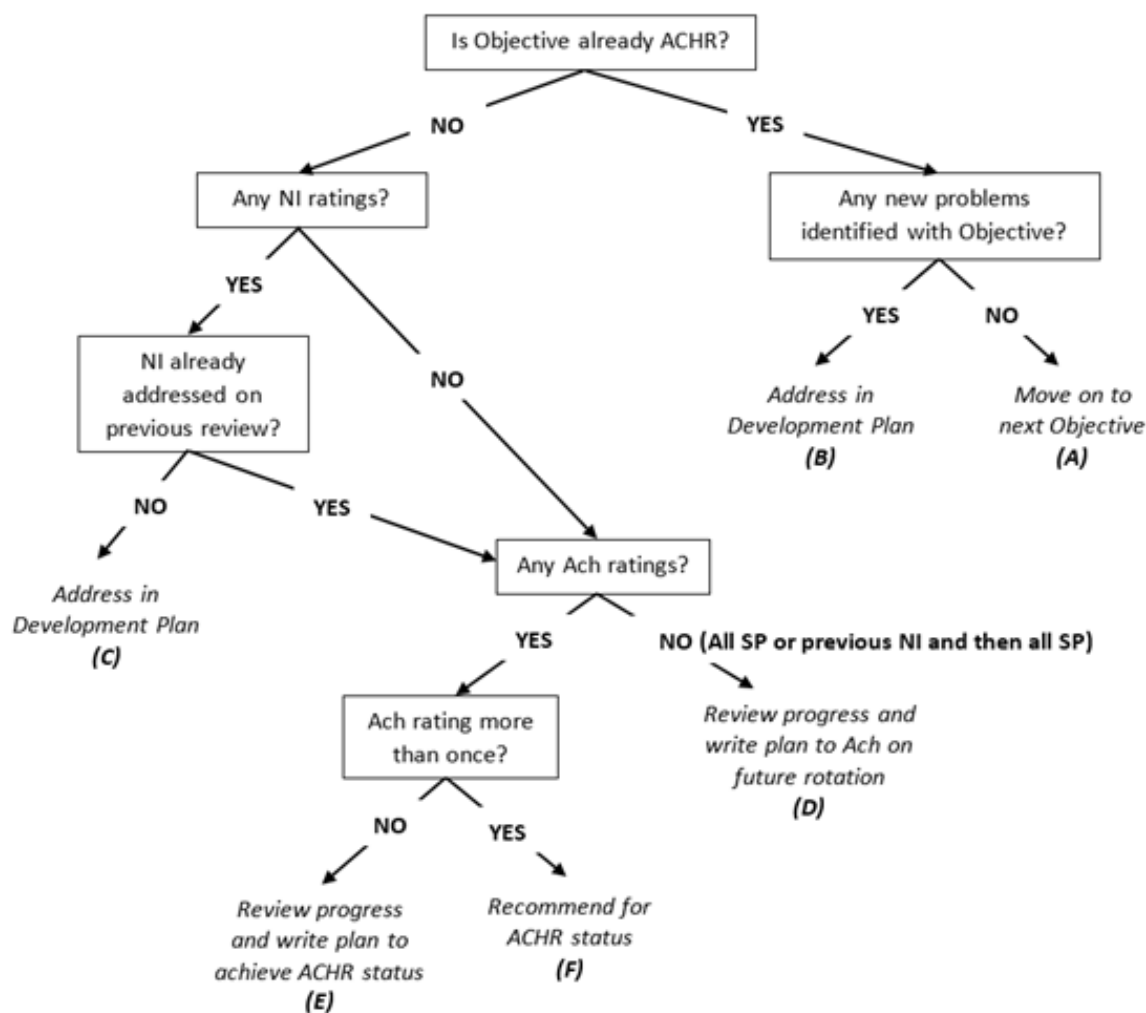 Is Objective already ACHR?
NO
YES
Any NI ratings?
Any new problems
identified with Objective?
YES
NO
YES
NO
NI already
addressed on
previous review?
Address in
Development Plan
(B)
Move on to
next Objective
(A)
NO
YES
Any Ach ratings?
Address in
Development Plan
(C)
YES
NO (All SP or previous NI and then all SP)
Ach rating more
than once?
Review progress and
write plan to Ach on
future rotation
(D)
NO
YES
Review progress
and write plan to
achieve ACHR status
(E)
Recommend for
ACHR status
(F)